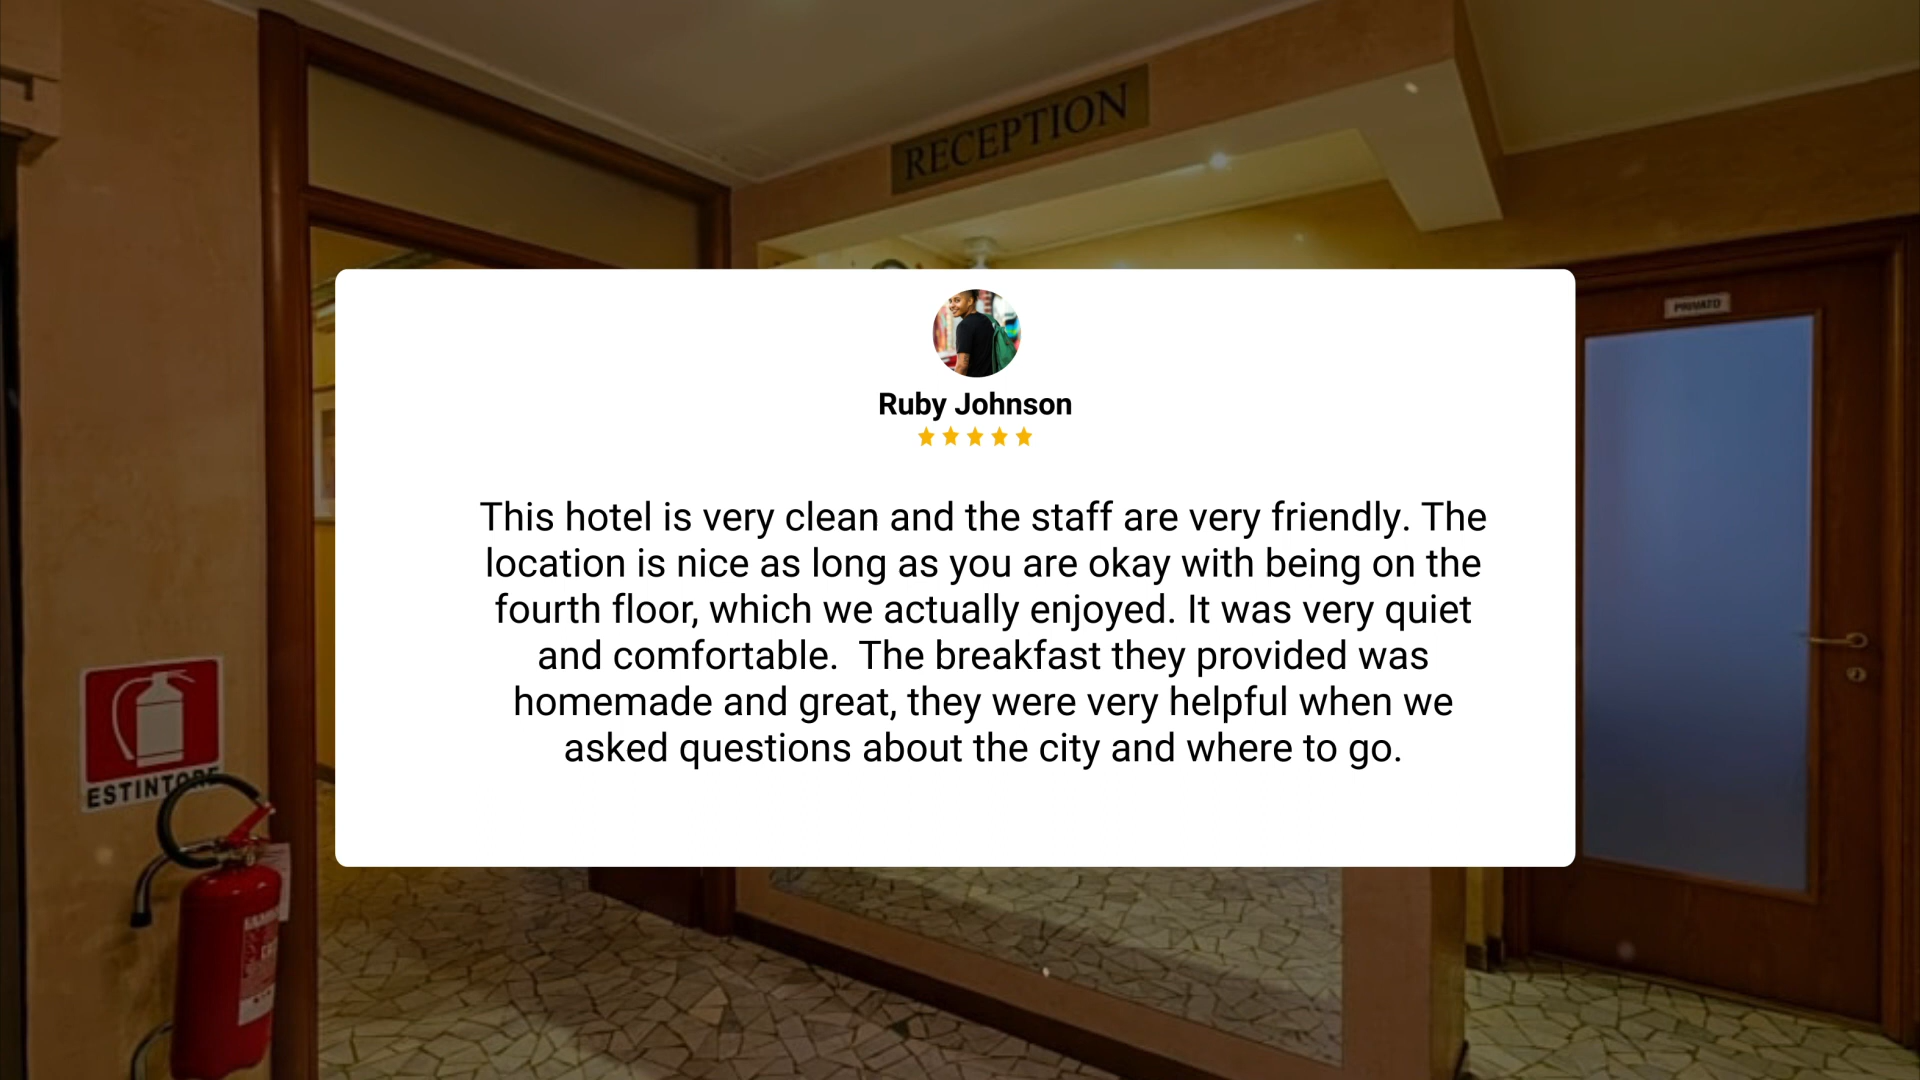 RECEPTION
PRIVATO
Ruby Johnson
This hotel is very clean and the staff are very friendly. The
location is nice as long as you are okay with being on the
fourth floor, which we actually enjoyed. It was very quiet
and comfortable.  The breakfast they provided was
homemade and great, they were very helpful when we
asked questions about the city and where to go.
ESTINTORE